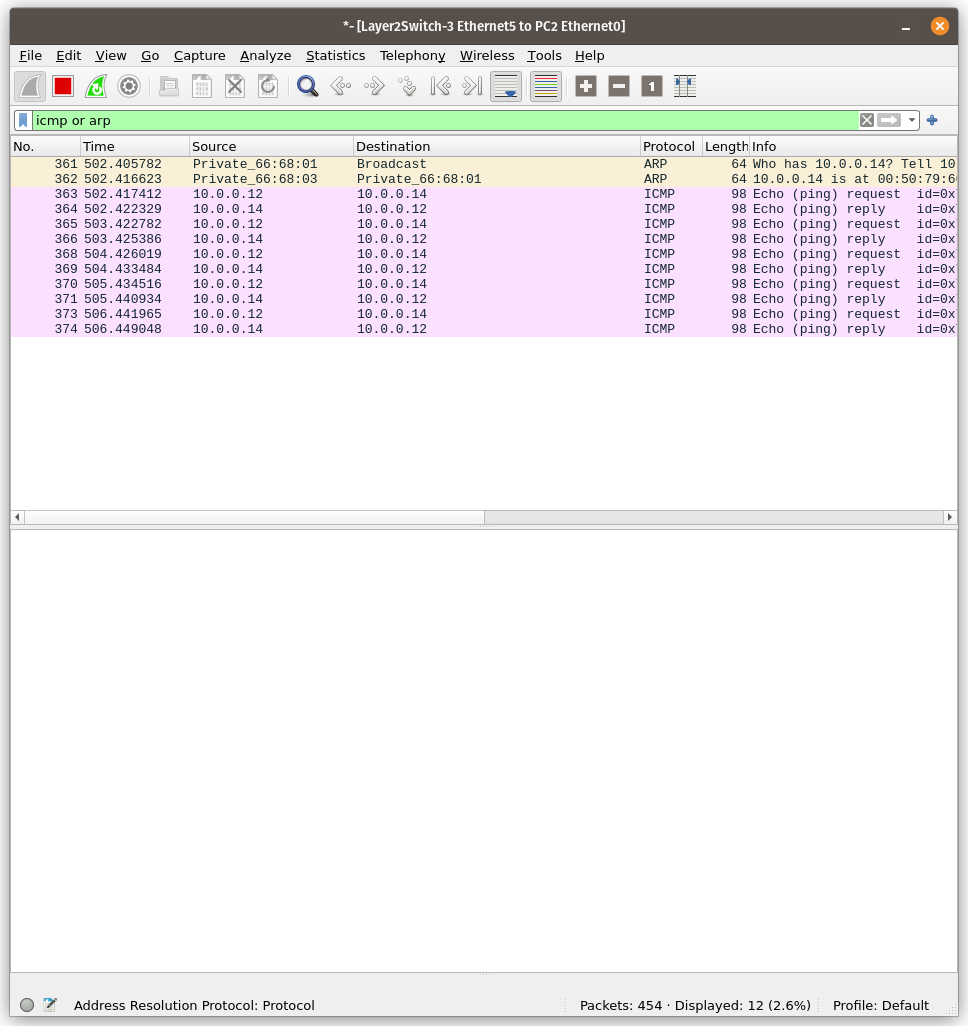 *- [Layer2Switch-3 Ethernet5 to PC2 Ethernet0]
File Edit View Go Capture Analyze Statistics Telephony Wireless Tools Help
1
icmp or arp
No. Time Source Destination Protocol Length Info
361 502.405782 Private_66:68:01 Broadcast ARP 64 Who has 10.0.0.14? Tell 10
362 502.416623 Private_66:68:03 Private_66:68:01 ARP 64 10.0.0.14 is at 00:50:79:6
363 502.417412 10.0.0.12 10.0.0.14 ICMP 98 Echo (ping) request id=0x
364 502.422329 10.0.0.14 10.0.0.12 ICMP 98 Echo (ping) reply id=0x
365 503.422782 10.0.0.12 10.0.0.14 ICMP 98 Echo (ping) request id=0x
366 503.425386 10.0.0.14 10.0.0.12 ICMP 98 Echo (ping) reply id=0x
368 504.426019 10.0.0.12 10.0.0.14 ICMP 98 Echo (ping) request id=0x
369 504.433484 10.0.0.14 10.0.0.12 ICMP 98 Echo (ping) reply id=0x
370 505.434516 10.0.0.12 10.0.0.14 ICMP 98 Echo (ping) request id=0x
371 505.440934 10.0.0.14 10.0.0.12 ICMP 98 Echo (ping) reply id=0x
373 506.441965 10.0.0.12 10.0.0.14 ICMP 98 Echo (ping) request id=0x
374 506.449048 10.0.0.14 10.0.0.12 ICMP 98 Echo (ping) reply id=0x
Address Resolution Protocol: Protocol Packets: 454 · Displayed: 12 (2.6%) Profile: Default